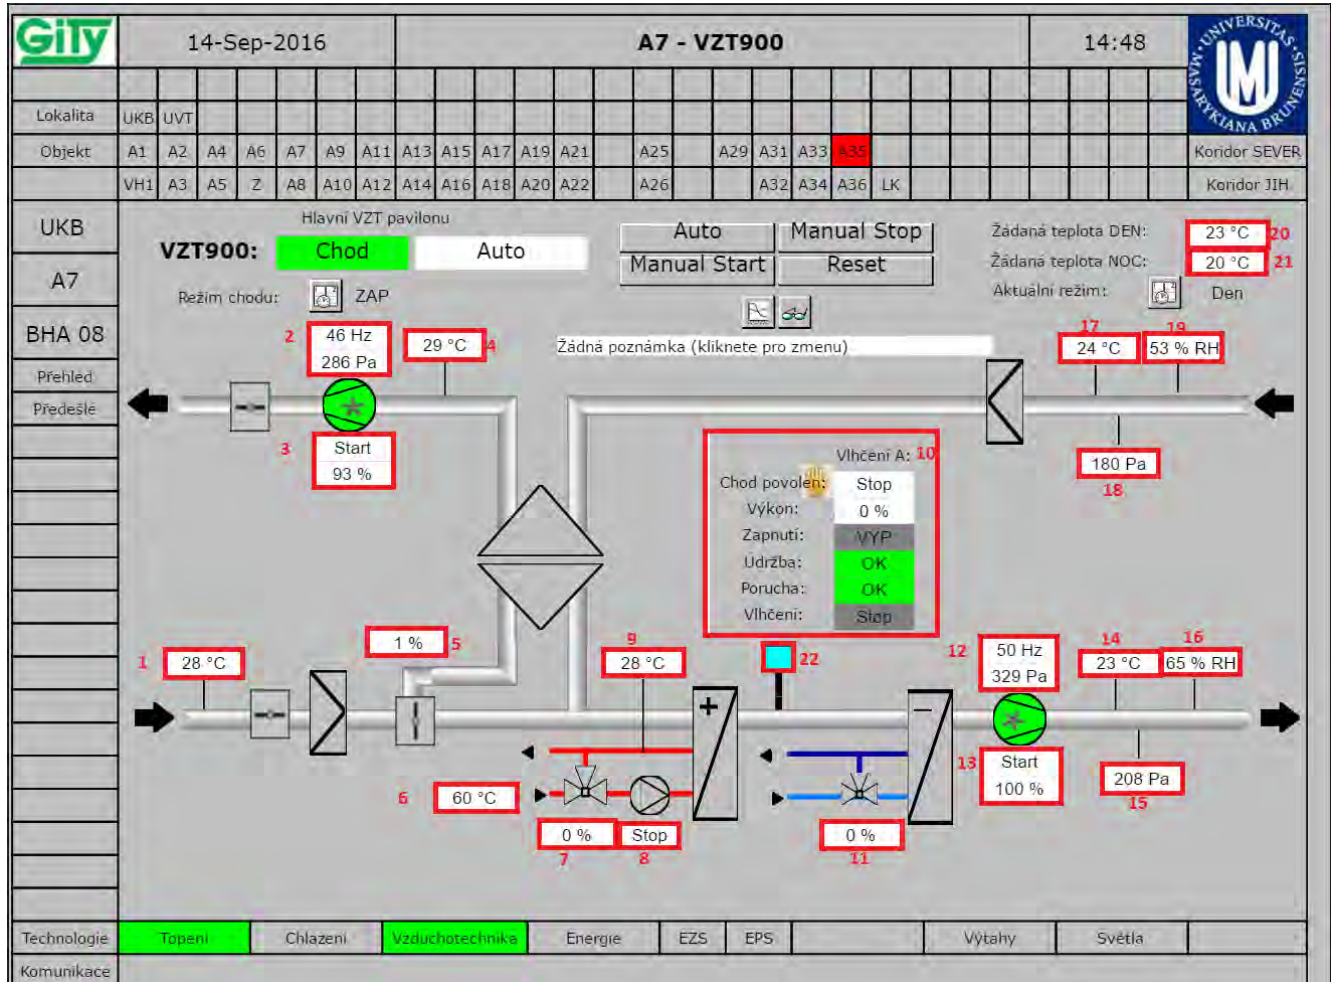 Gity 14-Sep-2016 A7 - VZT900 14:48 UNIVERSITAS MASARYKIANA BRUNENSIS
Lokalita UKB UVT
Objekt A1 A2 A4 A6 A7 A9 A11 A13 A15 A17 A19 A21 A25 A29 A31 A33 A35 Koridor SEVER
VH1 A3 A5 Z A8 A10 A12 A14 A16 A18 A20 A22 A26 A32 A34 A36 LK Koridor JIH
UKB
A7
BHA 08
Přehled
Předešlé
Hlavní VZT pavilonu
VZT900: Chod Auto
Režim chodu: ZAP
Auto Manual Stop
Manual Start Reset
Žádaná teplota DEN: 23 °C 20
Žádaná teplota NOC: 20 °C 21
Aktuální režim: Den
Žádná poznámka (kliknete pro zmenu)
2 46 Hz
286 Pa
29 °C 4
17 19
24 °C 53 % RH
3 Start
93 %
180 Pa
18
Vlhčení A: 10
Chod povolen: Stop
Výkon: 0 %
Zapnutí: VYP
Údržba: OK
Porucha: OK
Vlhčení: Stop
1 28 °C
1 % 5
9
28 °C
22
12 50 Hz
329 Pa
14 16
23 °C 65 % RH
+ −
6 60 °C
0 % Stop
7 8
0 %
11
13 Start
100 %
208 Pa
15
Technologie Topení Chlazení Vzduchotechnika Energie EZS EPS Výtahy Světla
Komunikace